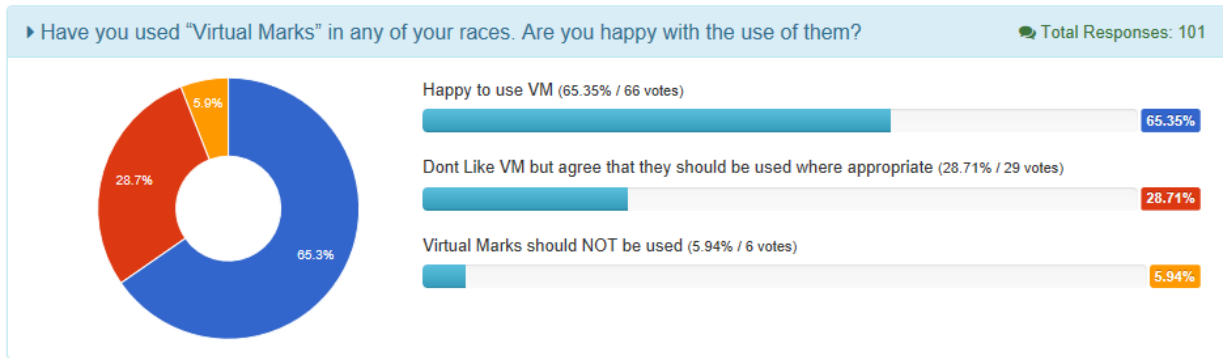 Have you used “Virtual Marks” in any of your races. Are you happy with the use of them?
Total Responses: 101
5.9%
28.7%
65.3%
Happy to use VM (65.35% / 66 votes)
65.35%
Dont Like VM but agree that they should be used where appropriate (28.71% / 29 votes)
28.71%
Virtual Marks should NOT be used (5.94% / 6 votes)
5.94%